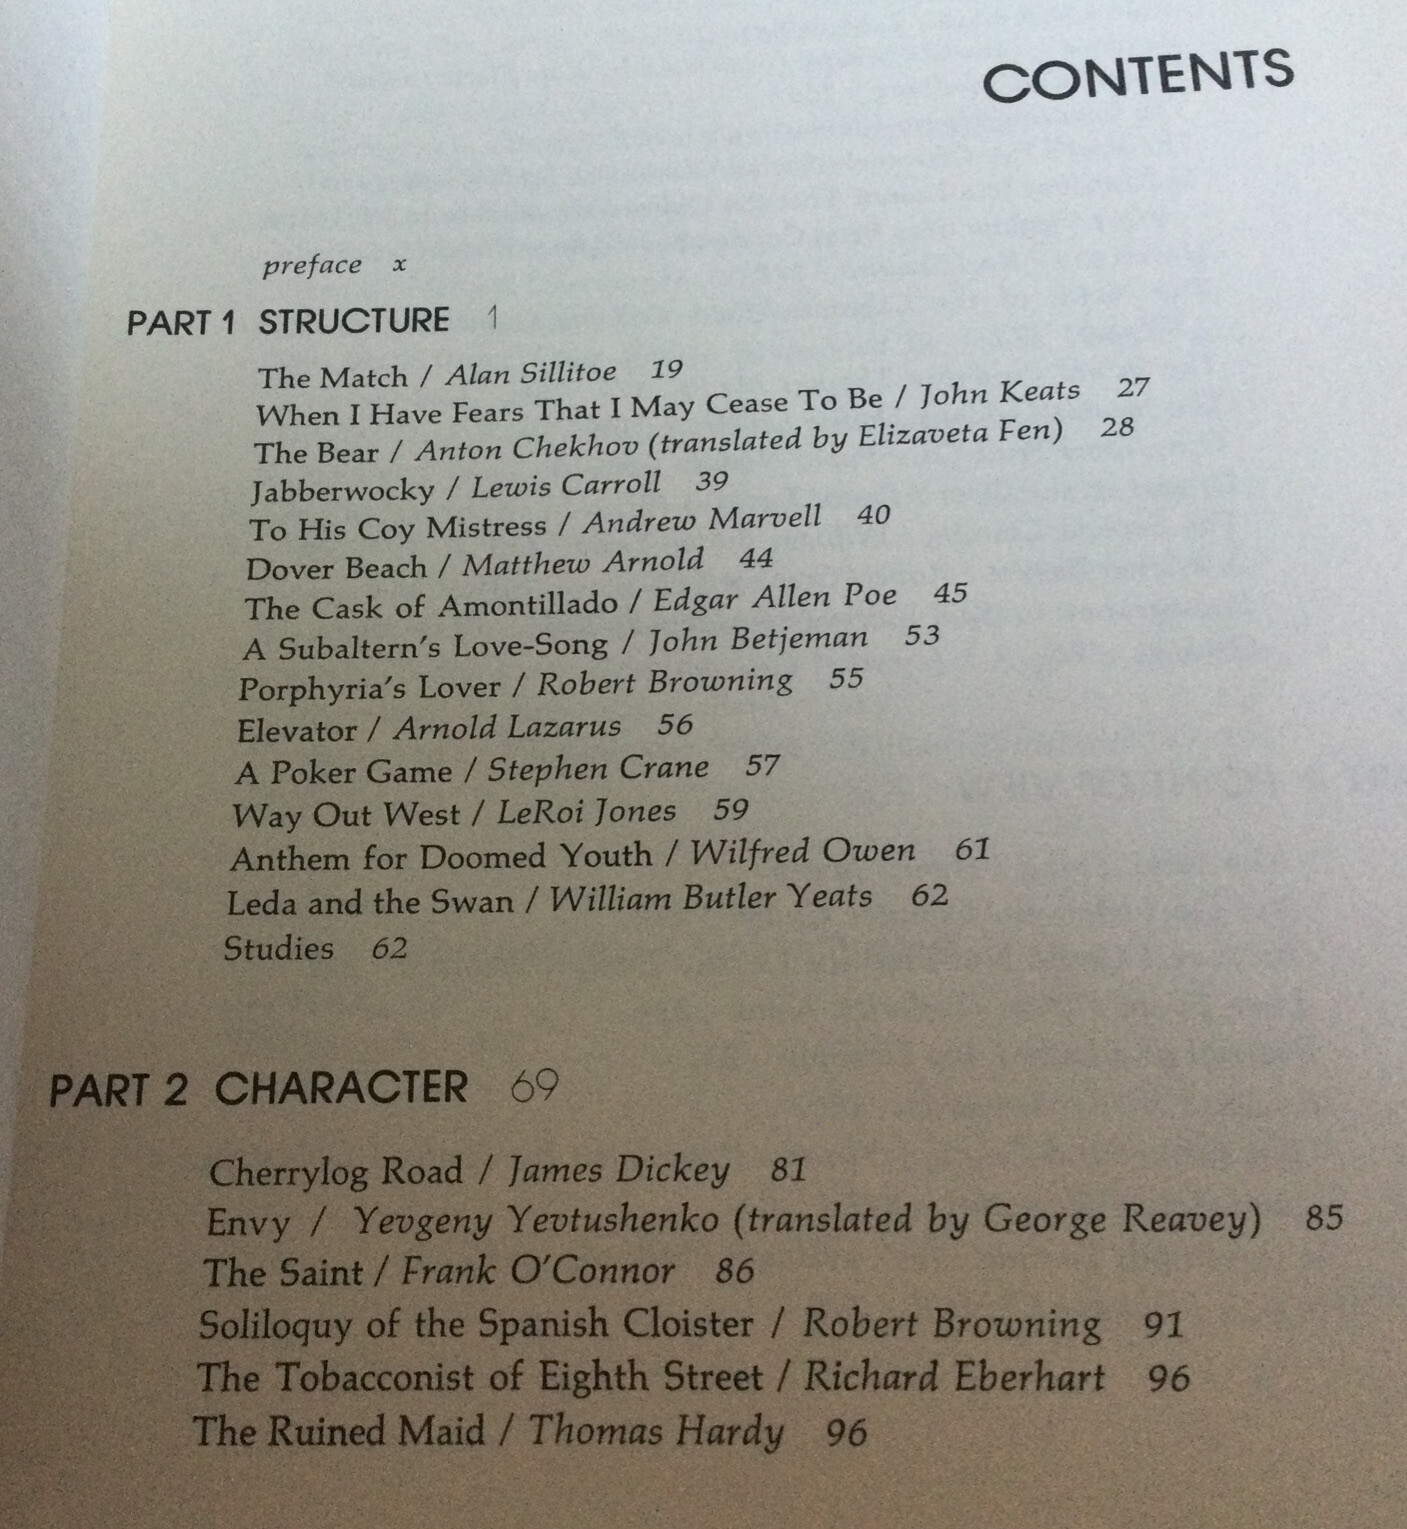 CONTENTS
preface x
PART 1 STRUCTURE 1
The Match / Alan Sillitoe 19
When I Have Fears That I May Cease To Be / John Keats 27
The Bear / Anton Chekhov (translated by Elizaveta Fen) 28
Jabberwocky / Lewis Carroll 39
To His Coy Mistress / Andrew Marvell 40
Dover Beach / Matthew Arnold 44
The Cask of Amontillado / Edgar Allen Poe 45
A Subaltern's Love-Song / John Betjeman 53
Porphyria's Lover / Robert Browning 55
Elevator / Arnold Lazarus 56
A Poker Game / Stephen Crane 57
Way Out West / LeRoi Jones 59
Anthem for Doomed Youth / Wilfred Owen 61
Leda and the Swan / William Butler Yeats 62
Studies 62
PART 2 CHARACTER 69
Cherrylog Road / James Dickey 81
Envy / Yevgeny Yevtushenko (translated by George Reavey) 85
The Saint / Frank O'Connor 86
Soliloquy of the Spanish Cloister / Robert Browning 91
The Tobacconist of Eighth Street / Richard Eberhart 96
The Ruined Maid / Thomas Hardy 96